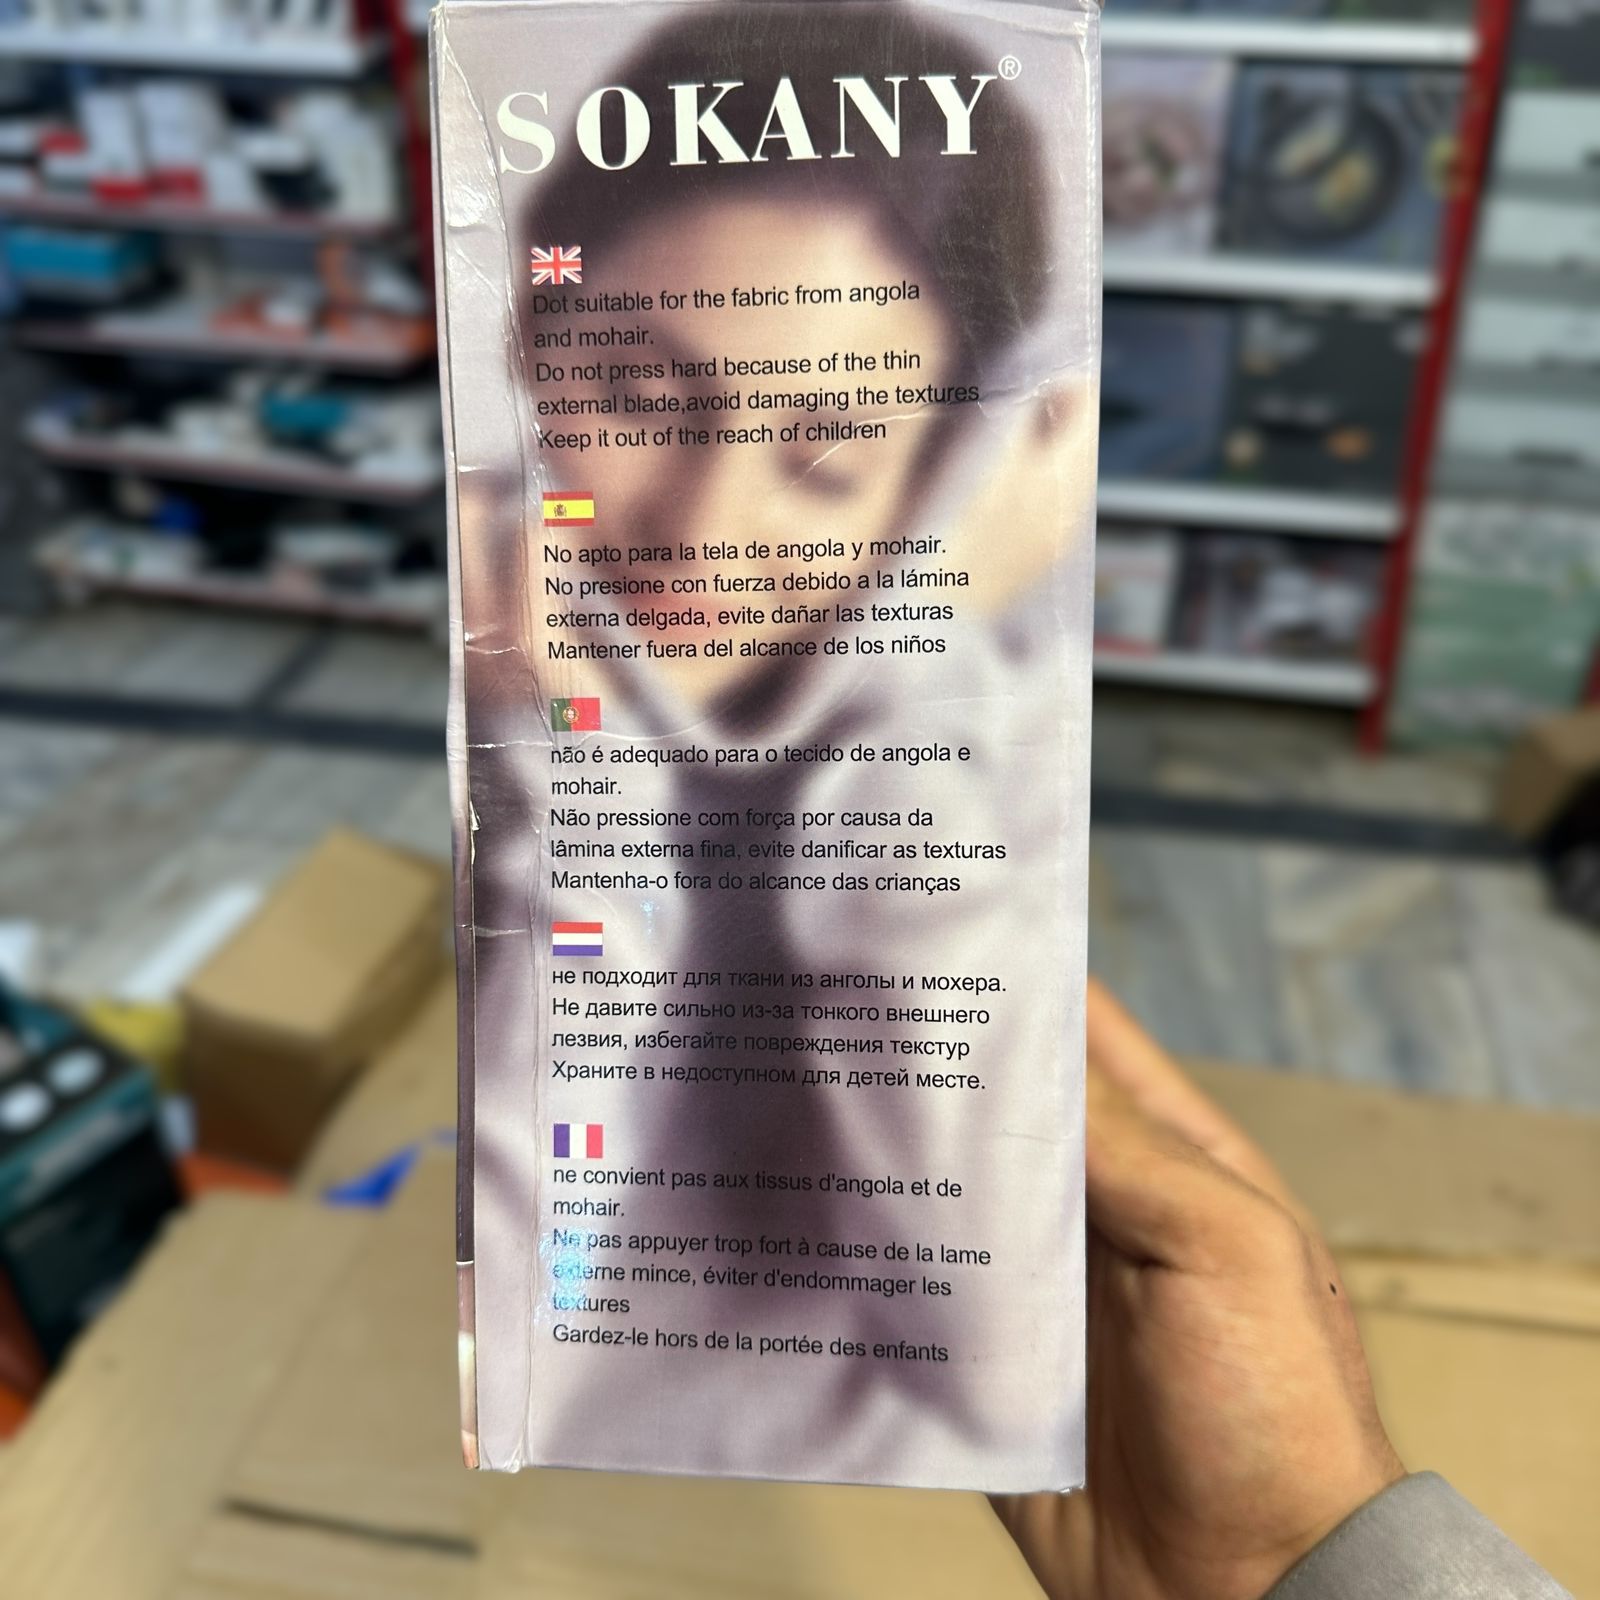 SOKANY®
Dot suitable for the fabric from angola
and mohair.
Do not press hard because of the thin
external blade,avoid damaging the textures
Keep it out of the reach of children
No apto para la tela de angola y mohair.
No presione con fuerza debido a la lámina
externa delgada, evite dañar las texturas
Mantener fuera del alcance de los niños
não é adequado para o tecido de angola e
mohair.
Não pressione com força por causa da
lâmina externa fina, evite danificar as texturas
Mantenha-o fora do alcance das crianças
не подходит для ткани из анголы и мохера.
Не давите сильно из-за тонкого внешнего
лезвия, избегайте повреждения текстур
Храните в недоступном для детей месте.
ne convient pas aux tissus d'angola et de
mohair.
Ne pas appuyer trop fort à cause de la lame
externe mince, éviter d'endommager les
textures
Gardez-le hors de la portée des enfants